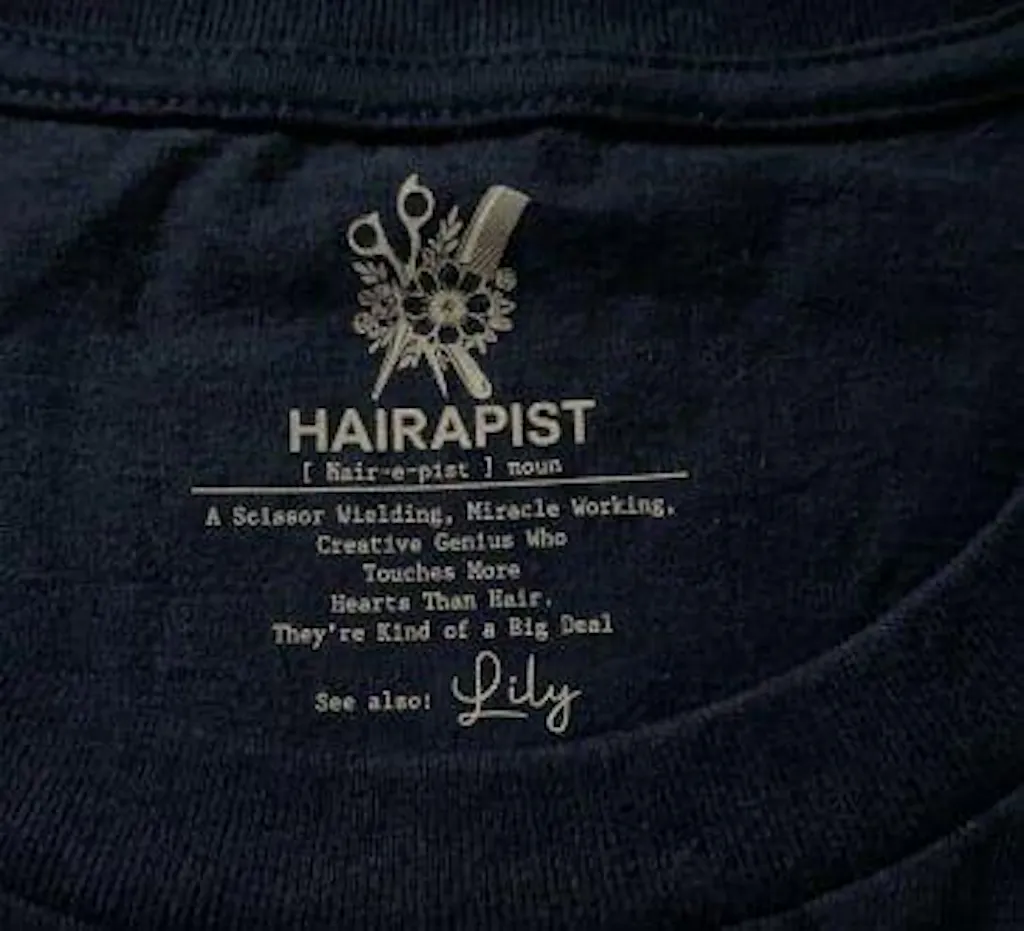 HAIRAPIST
[ Hair-e-pist ] noun
A Scissor Wielding, Miracle Working,
Creative Genius Who
Touches More
Hearts Than Hair,
They're Kind of a Big Deal
See also: Lily